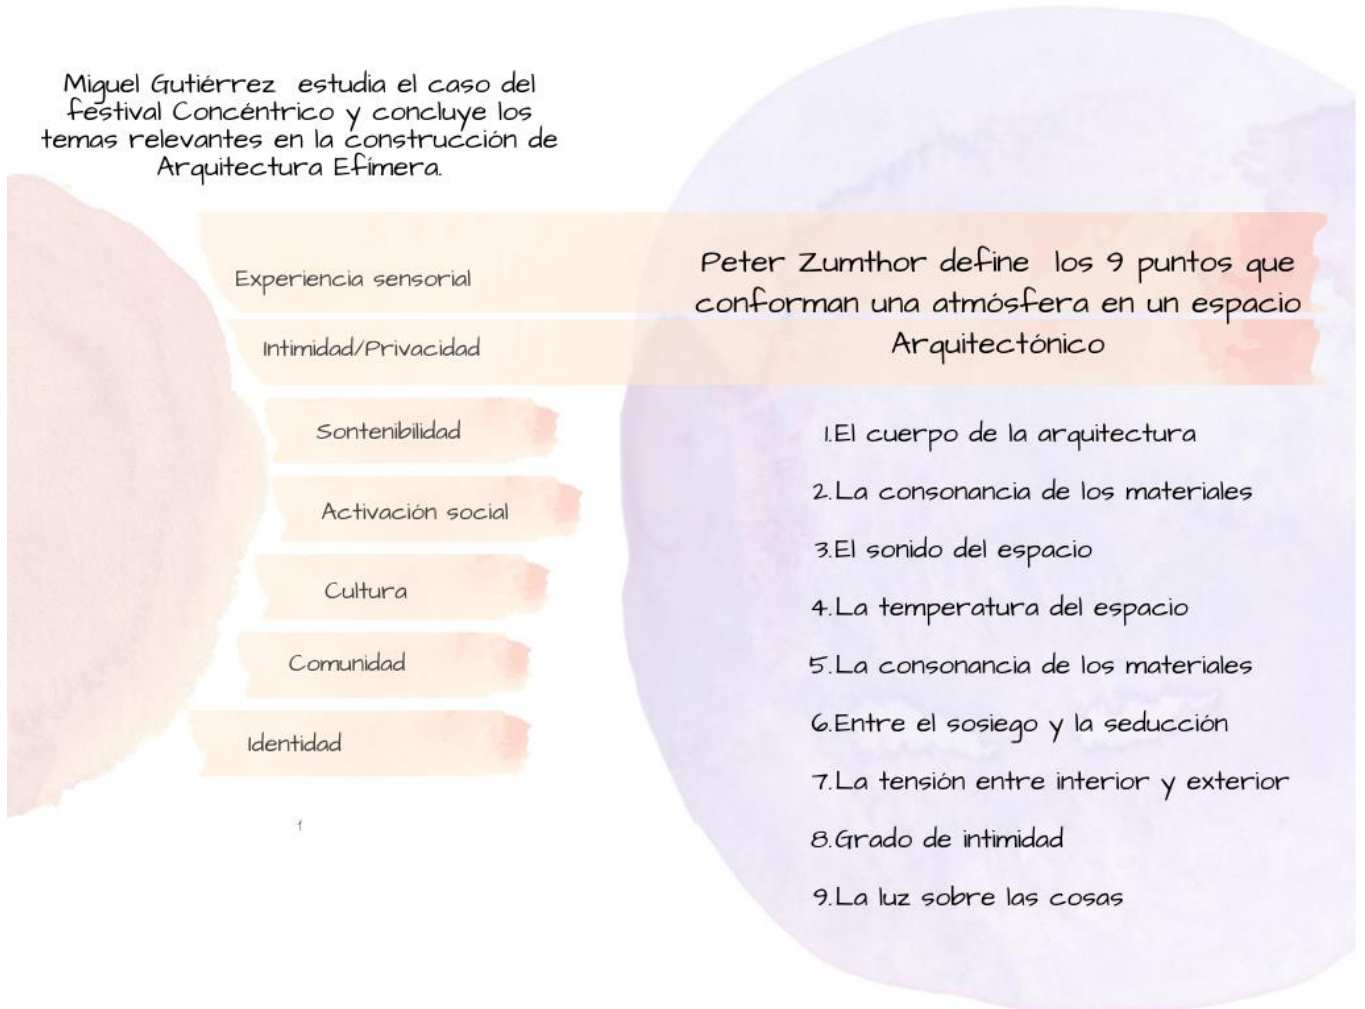 Miguel Gutiérrez estudia el caso del
festival Concéntrico y concluye los
temas relevantes en la construcción de
Arquitectura Efímera.
Experiencia sensorial
Intimidad/Privacidad
Sontenibilidad
Activación social
Cultura
Comunidad
Identidad
1
Peter Zumthor define los 9 puntos que
conforman una atmósfera en un espacio
Arquitectónico
1.El cuerpo de la arquitectura
2.La consonancia de los materiales
3.El sonido del espacio
4.La temperatura del espacio
5.La consonancia de los materiales
6.Entre el sosiego y la seducción
7.La tensión entre interior y exterior
8.Grado de intimidad
9.La luz sobre las cosas